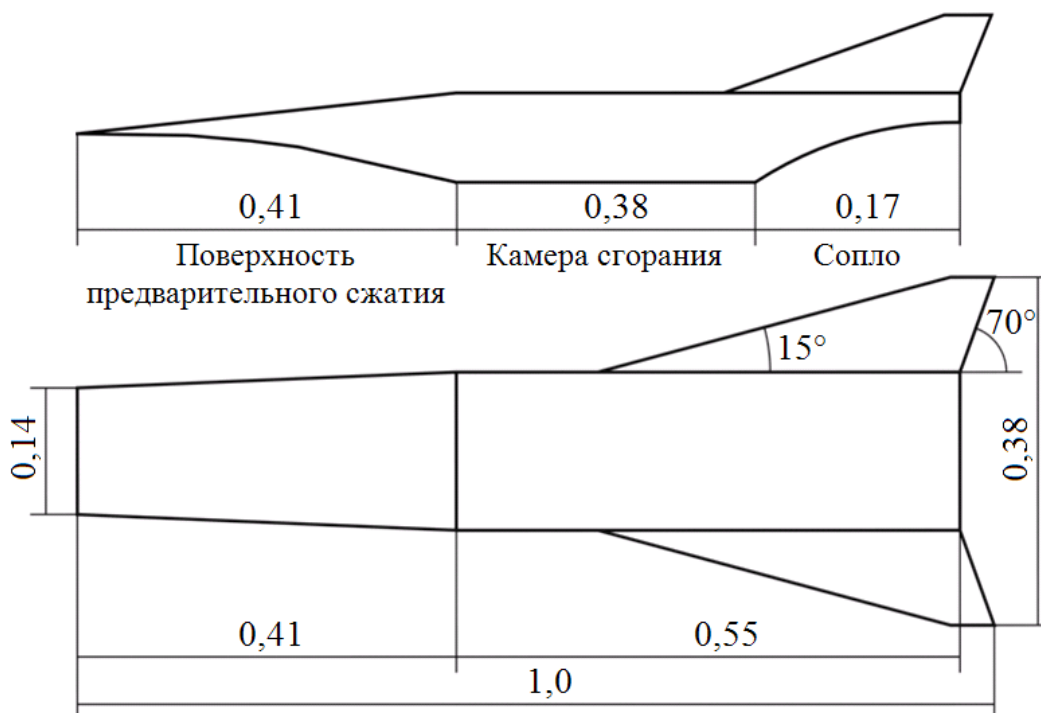 0,41
0,38
0,17
Поверхность
предварительного сжатия
Камера сгорания
Сопло
15°
70°
0,14
0,38
0,41
0,55
1,0